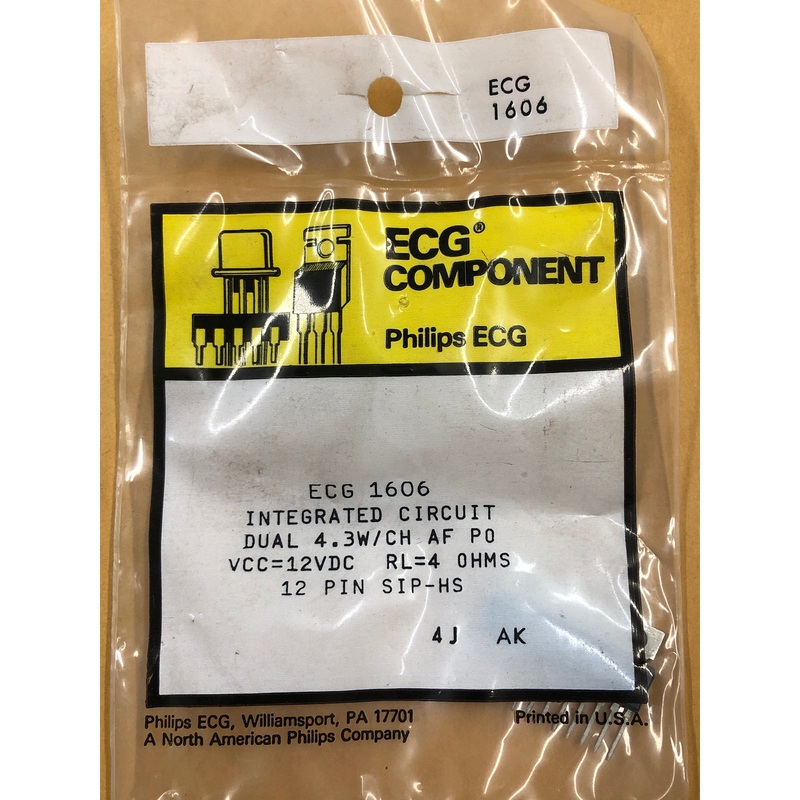 ECG
1606
ECG®
COMPONENT
Philips ECG
ECG 1606
INTEGRATED CIRCUIT
DUAL 4.3W/CH AF PO
VCC=12VDC RL=4 OHMS
12 PIN SIP-HS
4J AK
Philips ECG, Williamsport, PA 17701
A North American Philips Company
Printed in U.S.A.